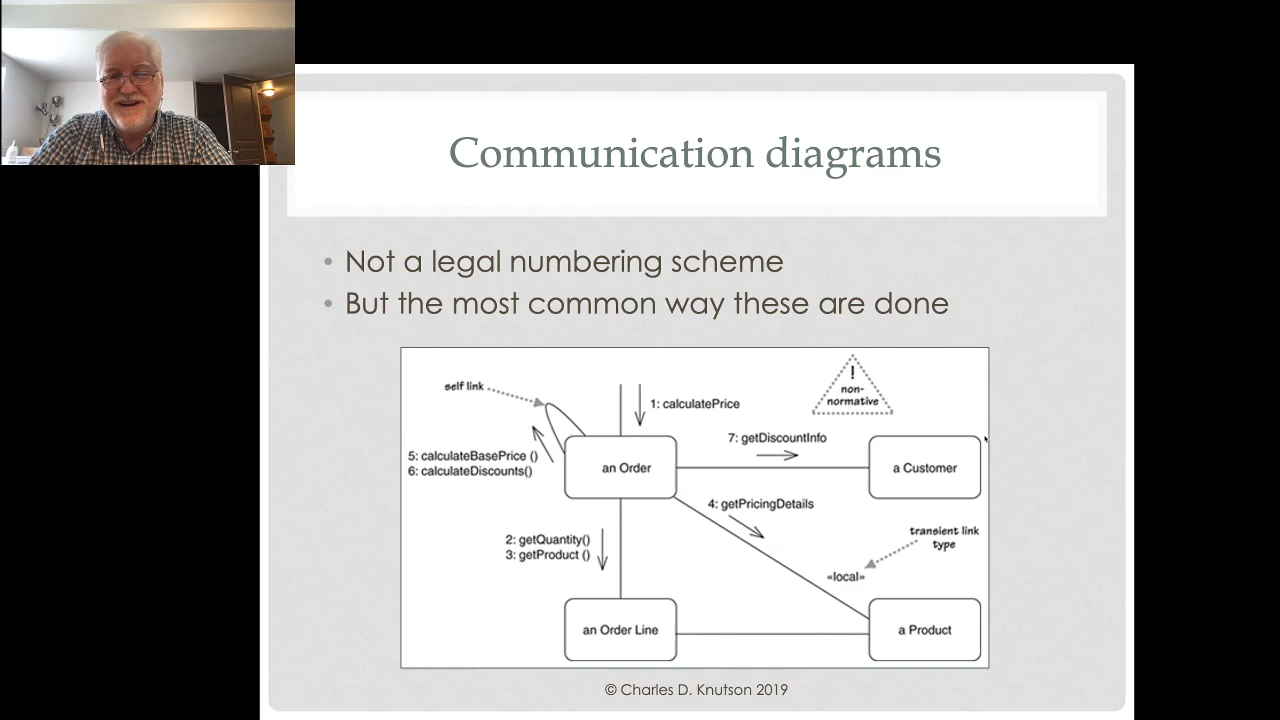 Communication diagrams
• Not a legal numbering scheme
• But the most common way these are done
self link
1: calculatePrice
!
non-
normative
5: calculateBasePrice ()
6: calculateDiscounts()
an Order
7: getDiscountInfo
a Customer
4: getPricingDetails
transient link
type
2: getQuantity()
3: getProduct ()
«local»
an Order Line
a Product
© Charles D. Knutson 2019